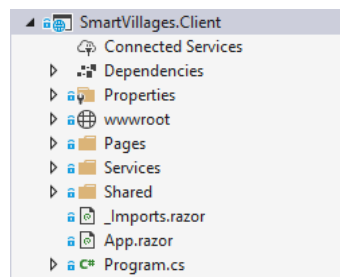 SmartVillages.Client
Connected Services
Dependencies
Properties
wwwroot
Pages
Services
Shared
_Imports.razor
App.razor
C# Program.cs